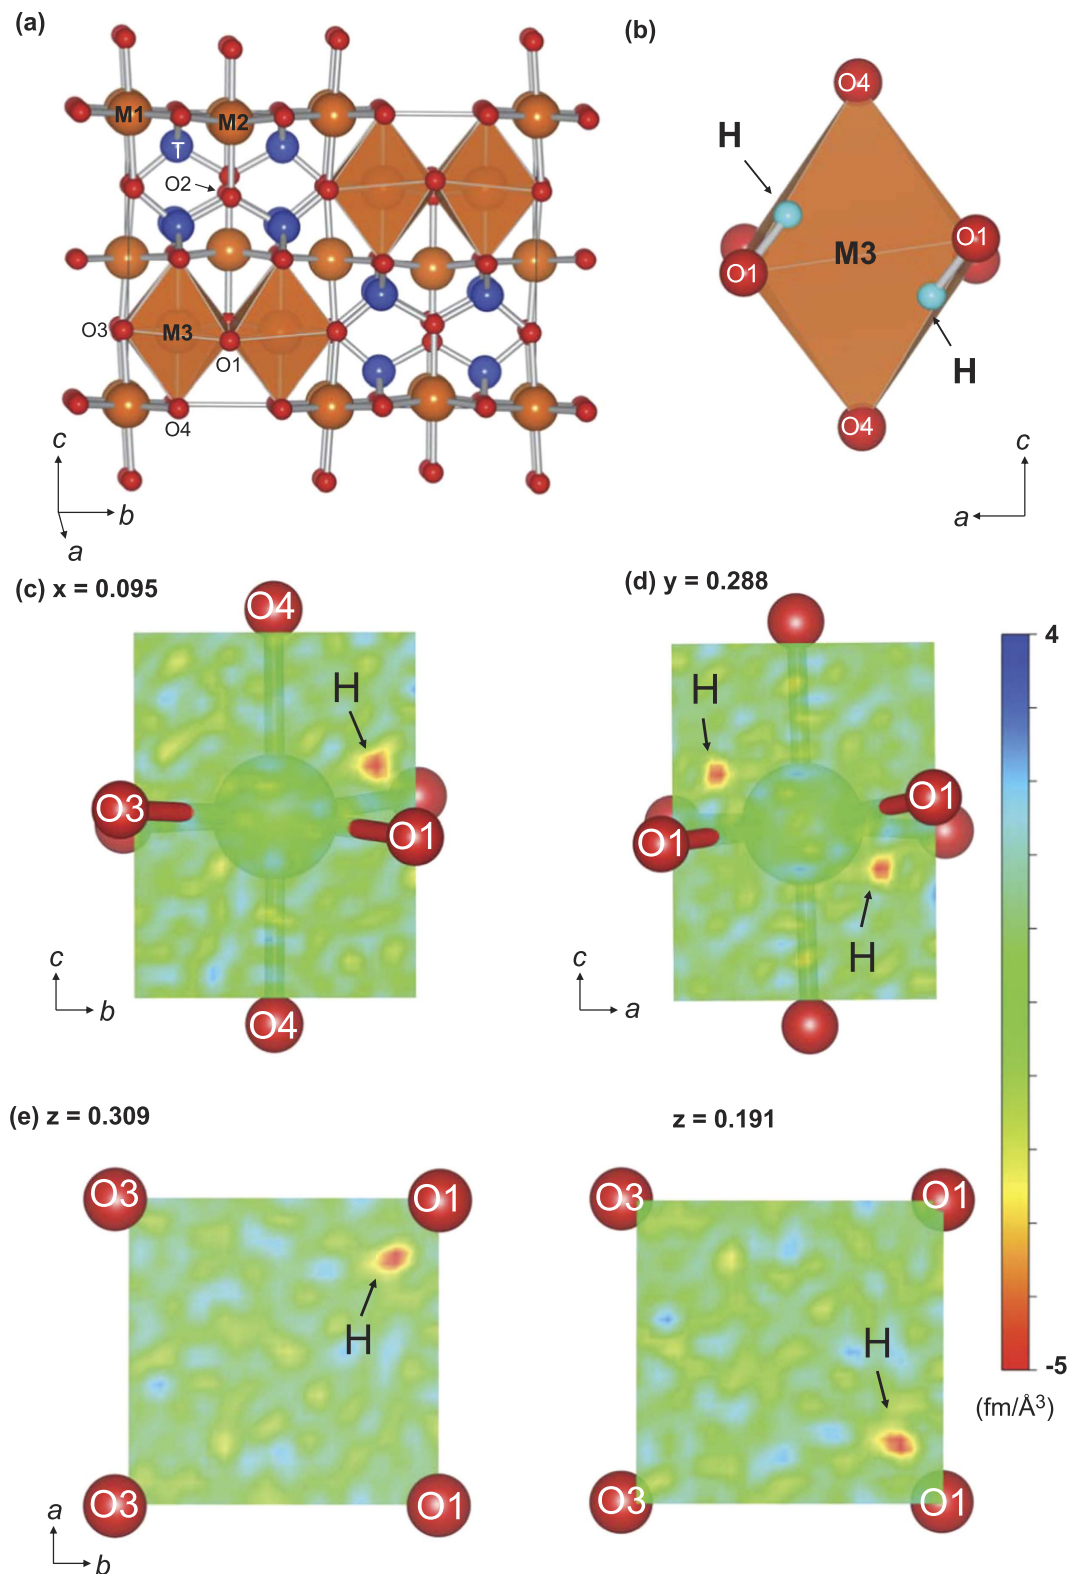 (a)
M1
M2
T
O2
O3
M3
O1
O4
c
b
a
(b)
O4
H
O1
M3
O1
H
O4
c
a
(c) x = 0.095
O4
H
O3
O1
O4
c
b
(d) y = 0.288
H
O1
O1
H
c
a
4
-5
(fm/Å³)
(e) z = 0.309
O3
O1
H
O3
O1
a
b
z = 0.191
O3
O1
H
O3
O1